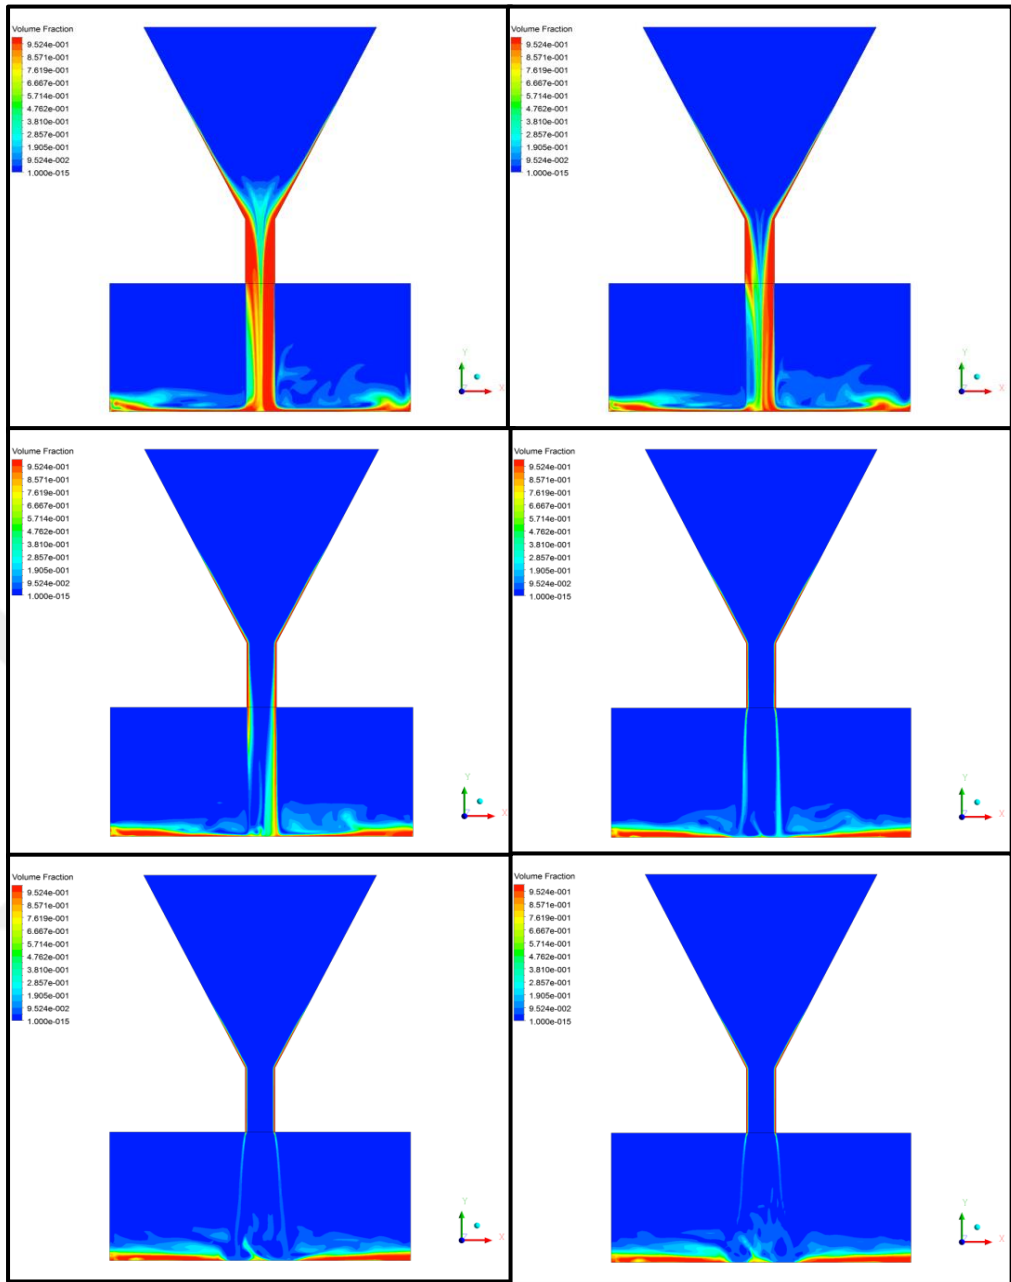 Volume Fraction
9.524e-001
8.571e-001
7.619e-001
6.667e-001
5.714e-001
4.762e-001
3.810e-001
2.857e-001
1.905e-001
9.524e-002
1.000e-015
Y
X
Z
Volume Fraction
9.524e-001
8.571e-001
7.619e-001
6.667e-001
5.714e-001
4.762e-001
3.810e-001
2.857e-001
1.905e-001
9.524e-002
1.000e-015
Y
X
Z
Volume Fraction
9.524e-001
8.571e-001
7.619e-001
6.667e-001
5.714e-001
4.762e-001
3.810e-001
2.857e-001
1.905e-001
9.524e-002
1.000e-015
Y
X
Z
Volume Fraction
9.524e-001
8.571e-001
7.619e-001
6.667e-001
5.714e-001
4.762e-001
3.810e-001
2.857e-001
1.905e-001
9.524e-002
1.000e-015
Y
X
Z
Volume Fraction
9.524e-001
8.571e-001
7.619e-001
6.667e-001
5.714e-001
4.762e-001
3.810e-001
2.857e-001
1.905e-001
9.524e-002
1.000e-015
Y
X
Z
Volume Fraction
9.524e-001
8.571e-001
7.619e-001
6.667e-001
5.714e-001
4.762e-001
3.810e-001
2.857e-001
1.905e-001
9.524e-002
1.000e-015
Y
X
Z